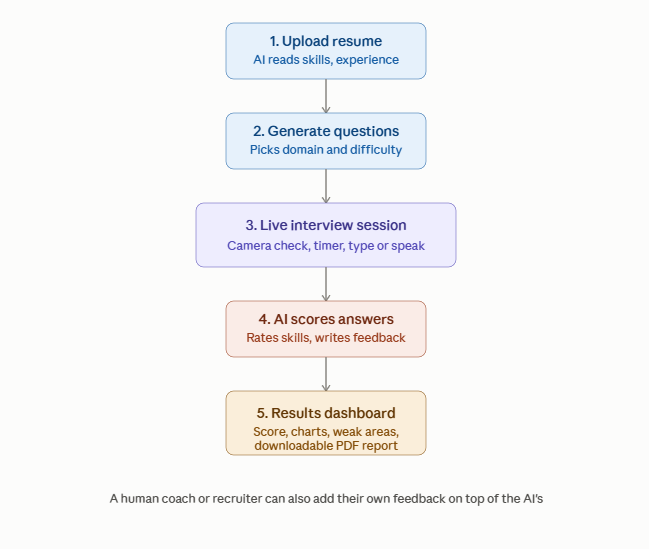 1. Upload resume
AI reads skills, experience
2. Generate questions
Picks domain and difficulty
3. Live interview session
Camera check, timer, type or speak
4. AI scores answers
Rates skills, writes feedback
5. Results dashboard
Score, charts, weak areas,
downloadable PDF report
A human coach or recruiter can also add their own feedback on top of the AI's